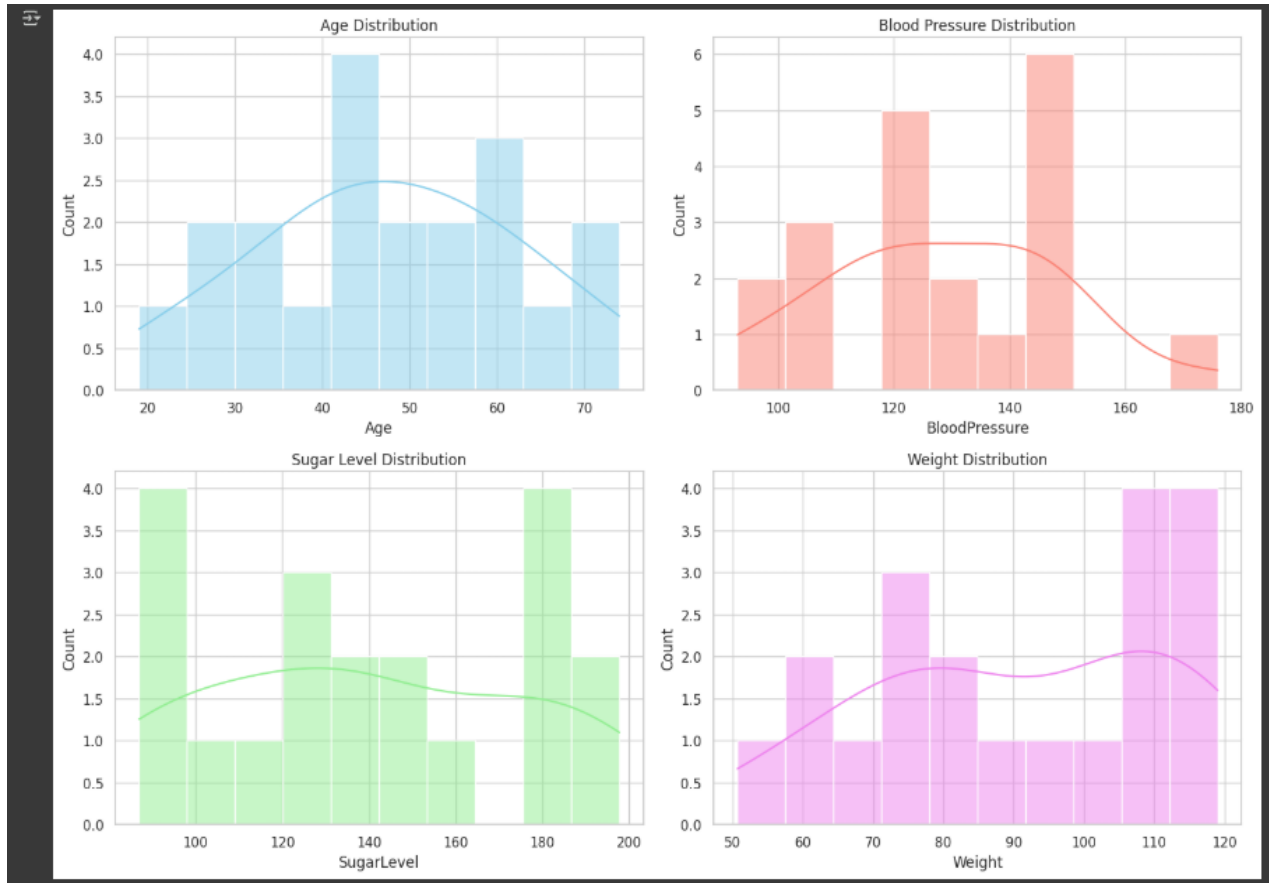 Age Distribution
4.0
3.5
3.0
2.5
2.0
1.5
1.0
0.5
0.0
Count
20 30 40 50 60 70
Age
Blood Pressure Distribution
6
5
4
3
2
1
0
Count
100 120 140 160 180
BloodPressure
Sugar Level Distribution
4.0
3.5
3.0
2.5
2.0
1.5
1.0
0.5
0.0
Count
100 120 140 160 180 200
SugarLevel
Weight Distribution
4.0
3.5
3.0
2.5
2.0
1.5
1.0
0.5
0.0
Count
50 60 70 80 90 100 110 120
Weight